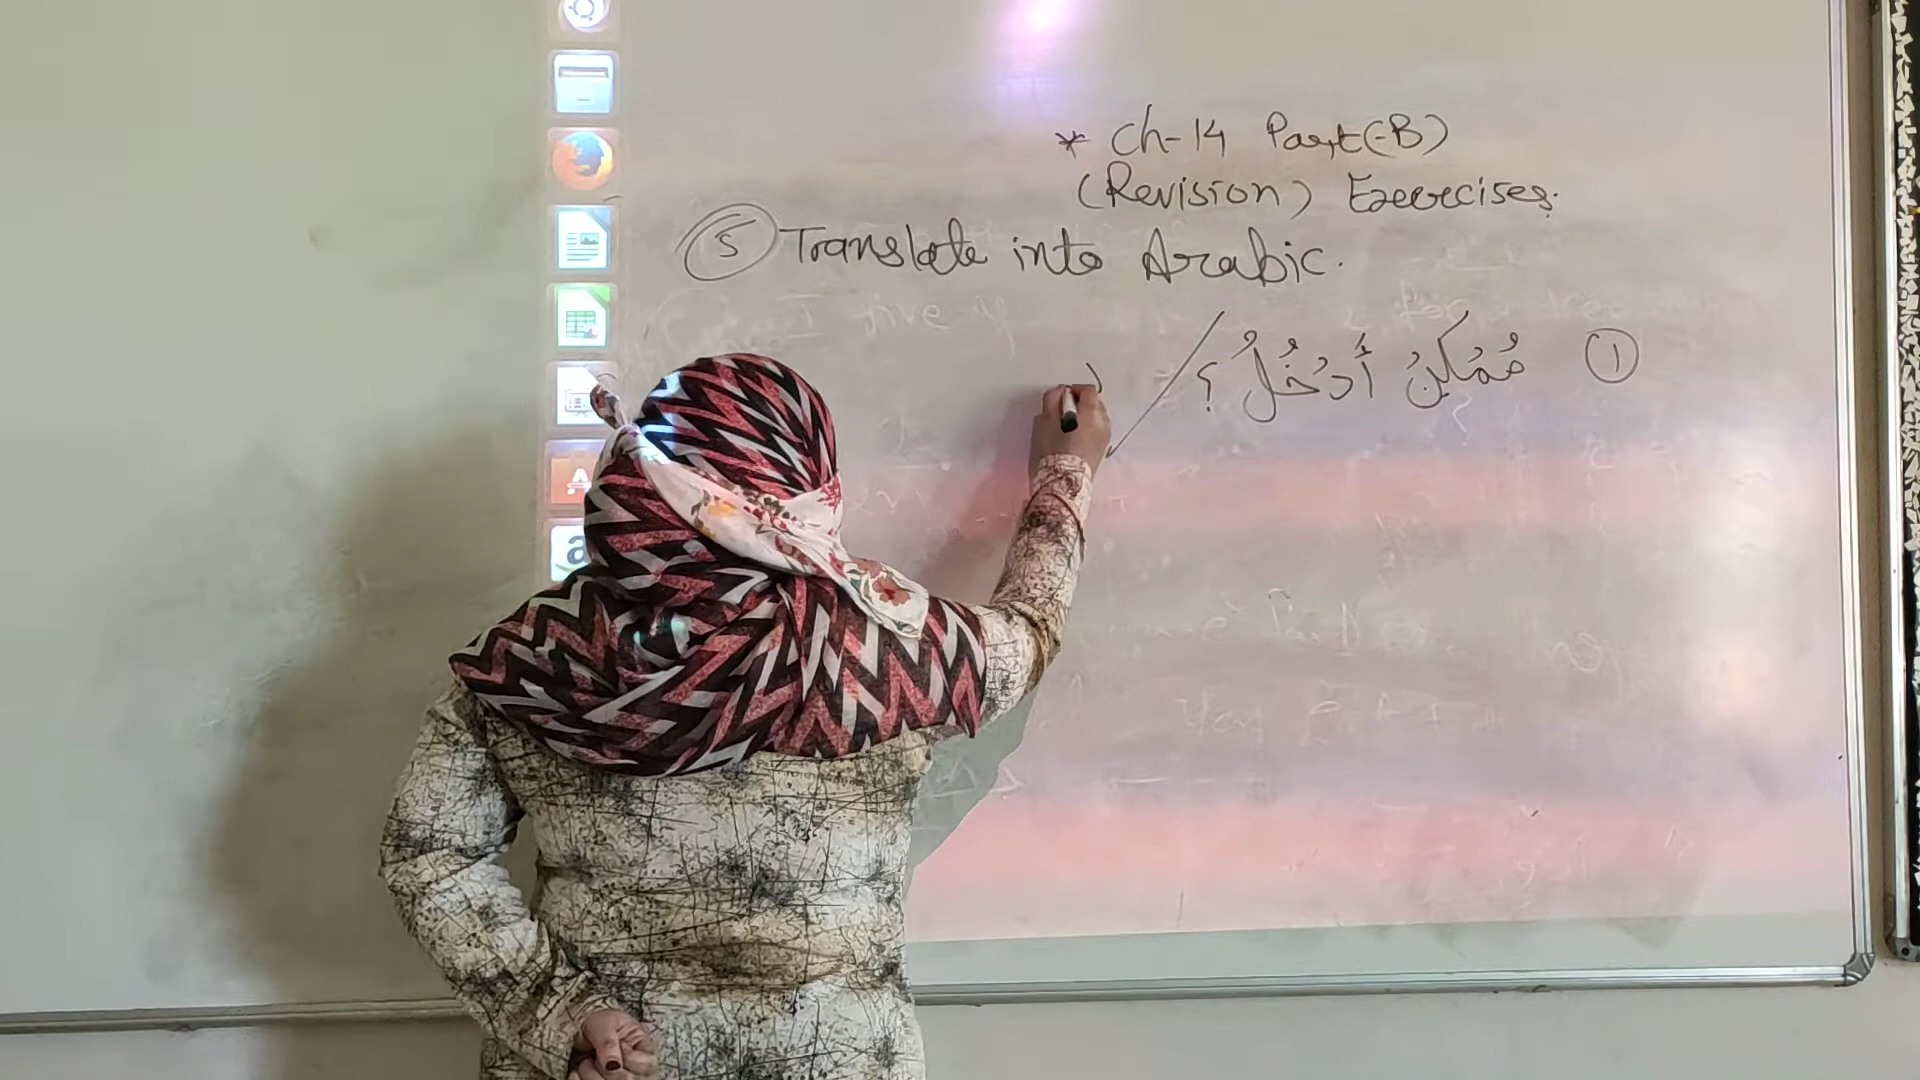 * Ch-14 Part(-B)
(Revision) Exercises.
⑤ Translate into Arabic.
① مُمْكِنُ أَدْخُلُ ؟ /